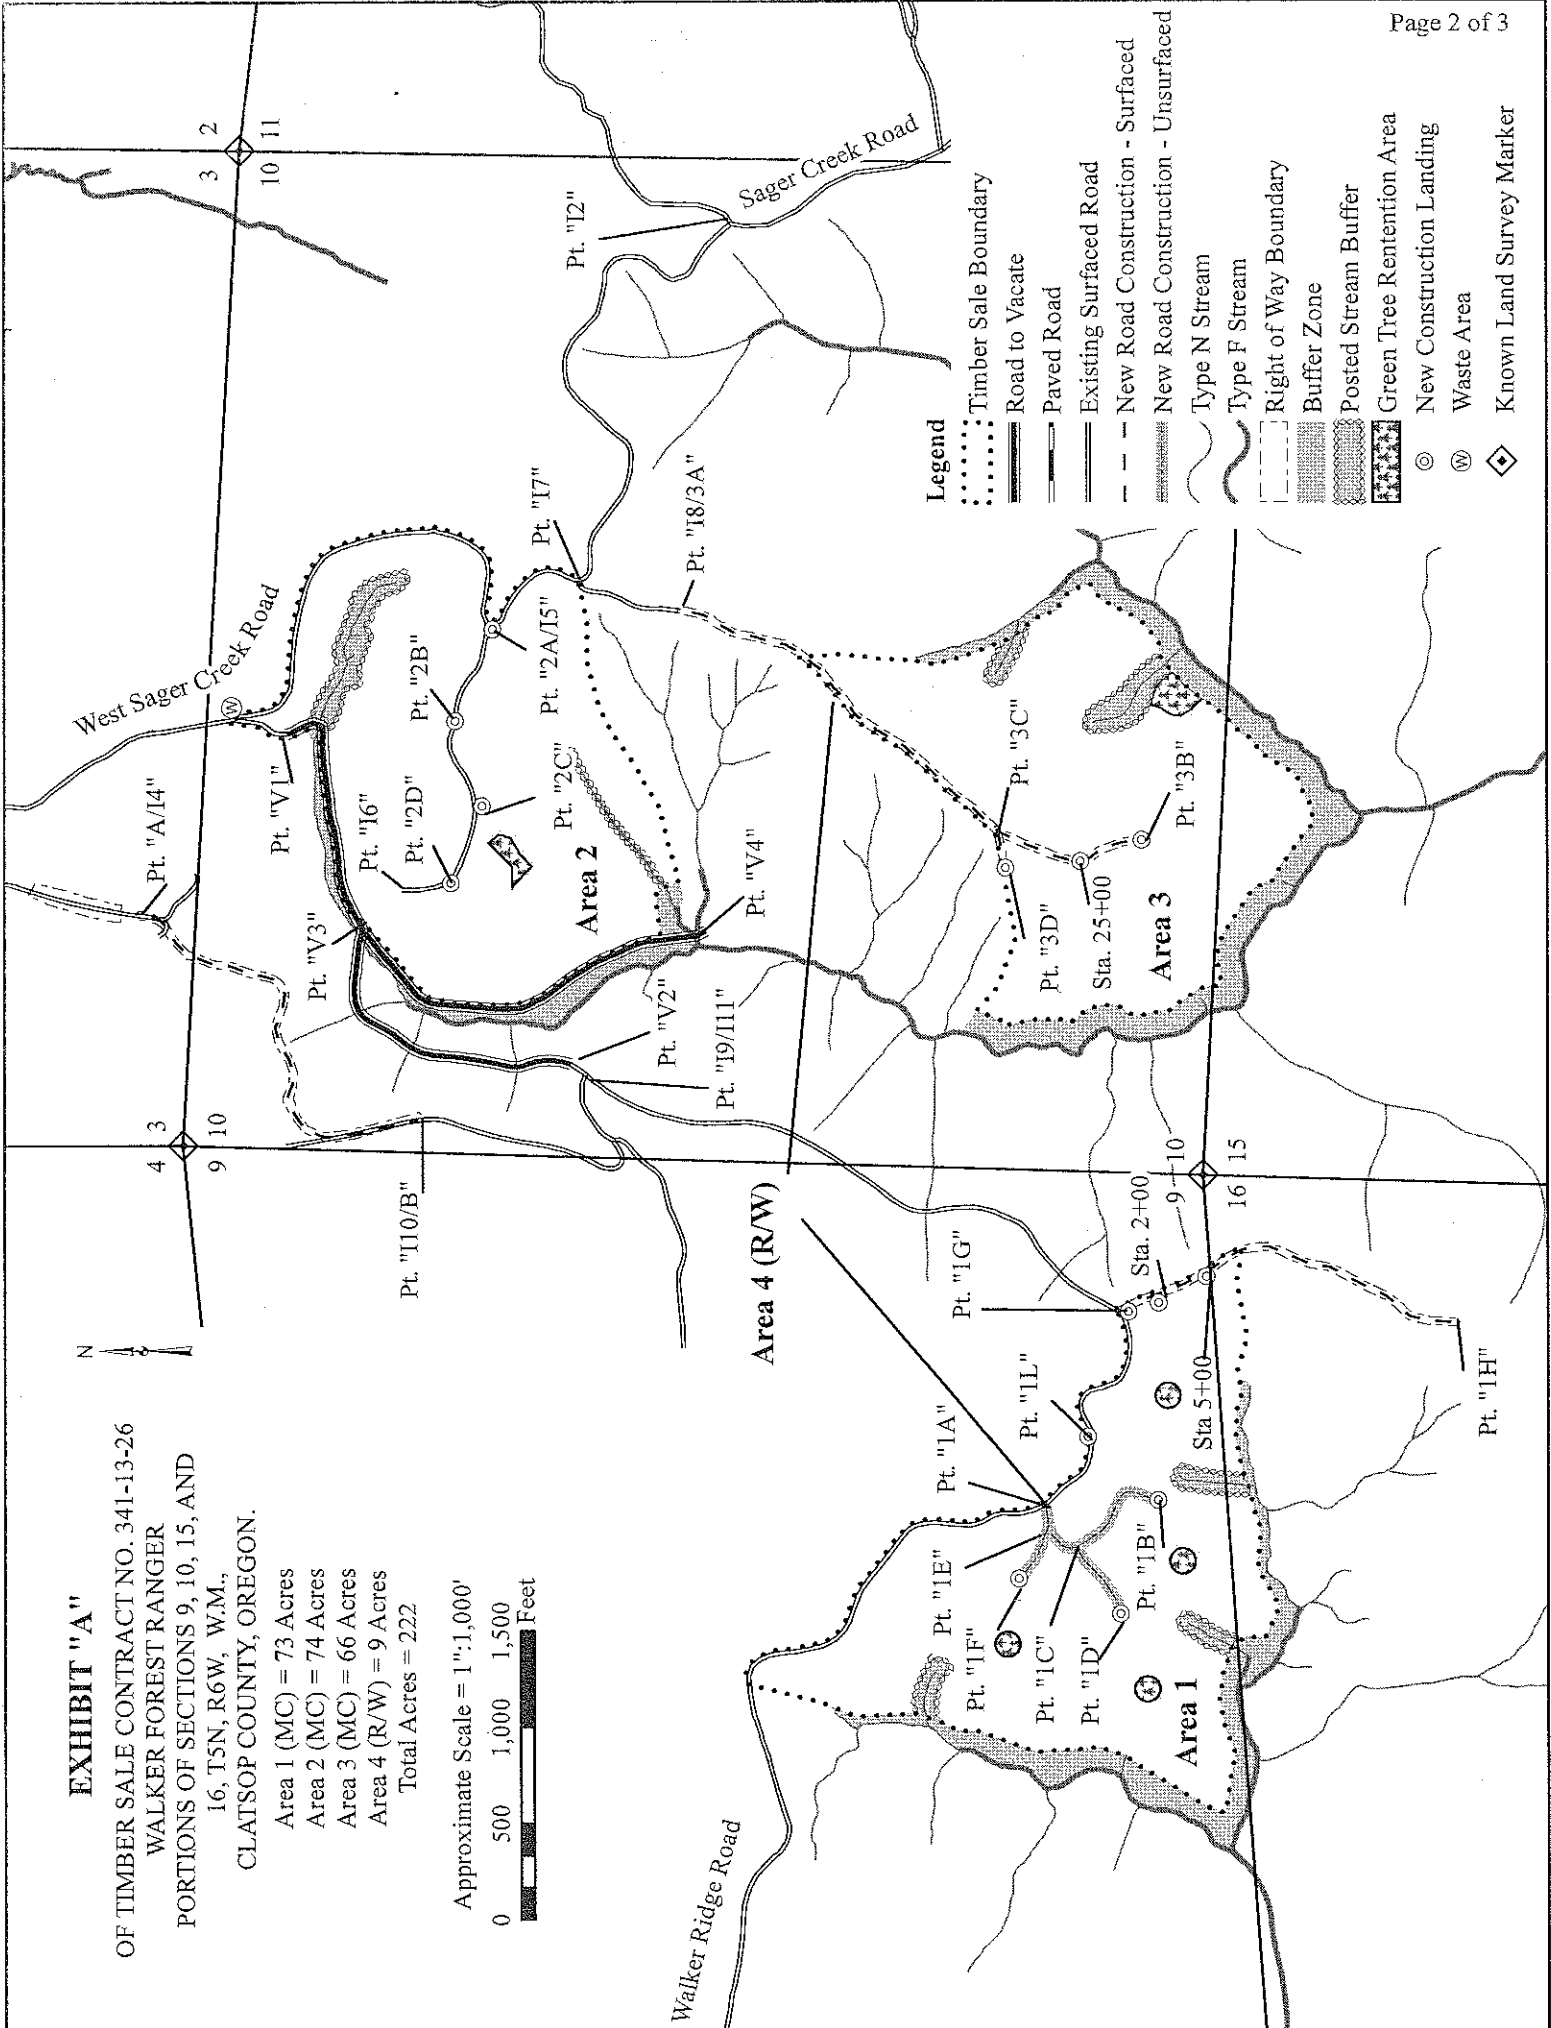 Page 2 of 3
EXHIBIT "A"
OF TIMBER SALE CONTRACT NO. 341-13-26
WALKER FOREST RANGER
PORTIONS OF SECTIONS 9, 10, 15, AND
16, T5N, R6W, W.M.,
CLATSOP COUNTY, OREGON.
Area 1 (MC) = 73 Acres
Area 2 (MC) = 74 Acres
Area 3 (MC) = 66 Acres
Area 4 (R/W) = 9 Acres
Total Acres = 222
Approximate Scale = 1":1,000'
0 500 1,000 1,500
Feet
N
4 3
9 10
3 2
10 11
9 10
16 15
Pt. "A/I4"
West Sager Creek Road
W
Pt. "V1"
Pt. "V3"
Pt. "I6"
Pt. "2D"
Pt. "2B"
Pt. "2C"
Pt. "2A/I5"
Area 2
Pt. "I7"
Pt. "I2"
Sager Creek Road
Pt. "I8/3A"
Pt. "V4"
Pt. "V2"
Pt. "I9/I11"
Pt. "I10/B"
Area 4 (R/W)
Pt. "3C"
Pt. "3D"
Sta. 25+00
Pt. "3B"
Area 3
Pt. "1G"
Sta. 2+00
Sta 5+00
Pt. "1H"
Pt. "1L"
Pt. "1A"
Pt. "1E"
Pt. "1F"
Pt. "1C"
Pt. "1D"
Pt. "1B"
Area 1
Walker Ridge Road
Legend
Timber Sale Boundary
Road to Vacate
Paved Road
Existing Surfaced Road
New Road Construction - Surfaced
New Road Construction - Unsurfaced
Type N Stream
Type F Stream
Right of Way Boundary
Buffer Zone
Posted Stream Buffer
Green Tree Rentention Area
New Construction Landing
W Waste Area
Known Land Survey Marker